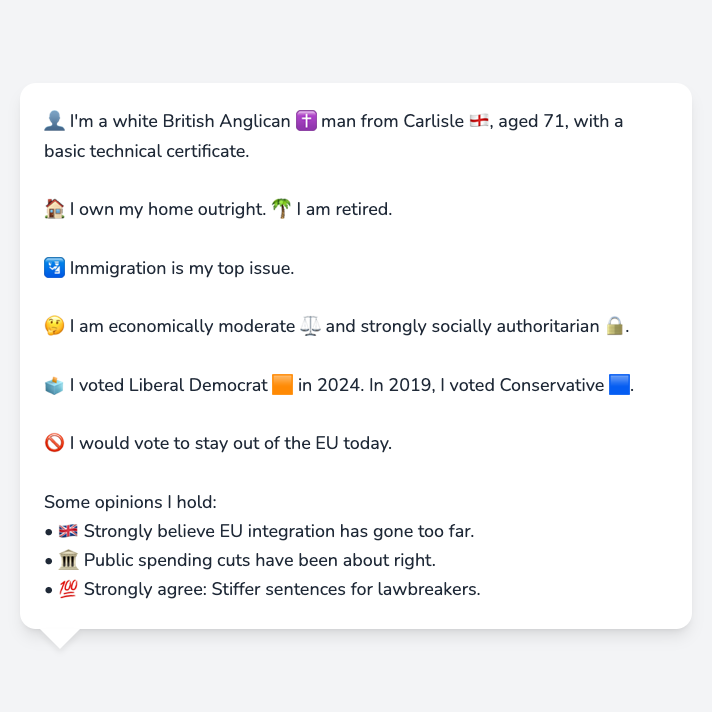 👤 I'm a white British Anglican ✝️ man from Carlisle 🏴󠁧󠁢󠁥󠁮󠁧󠁿, aged 71, with a
basic technical certificate.
🏠 I own my home outright. 🌴 I am retired.
🛂 Immigration is my top issue.
🤔 I am economically moderate ⚖️ and strongly socially authoritarian 🔒.
🗳️ I voted Liberal Democrat 🟧 in 2024. In 2019, I voted Conservative 🟦.
🚫 I would vote to stay out of the EU today.
Some opinions I hold:
• 🇬🇧 Strongly believe EU integration has gone too far.
• 🏛️ Public spending cuts have been about right.
• 💯 Strongly agree: Stiffer sentences for lawbreakers.